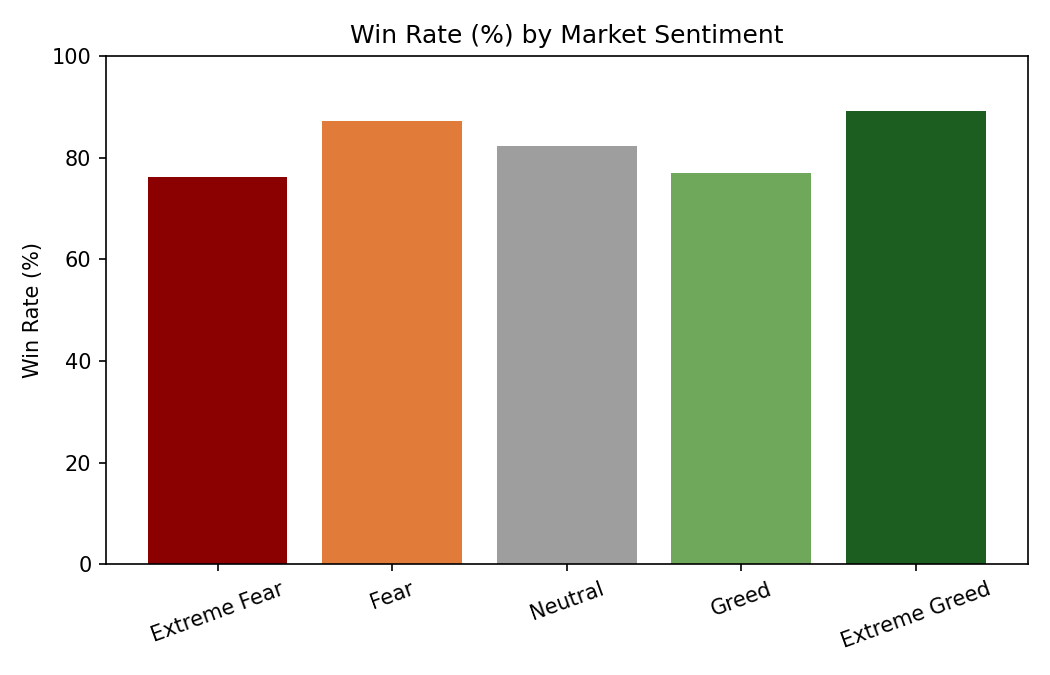 Win Rate (%) by Market Sentiment
Win Rate (%)
100
80
60
40
20
0
Extreme Fear
Fear
Neutral
Greed
Extreme Greed